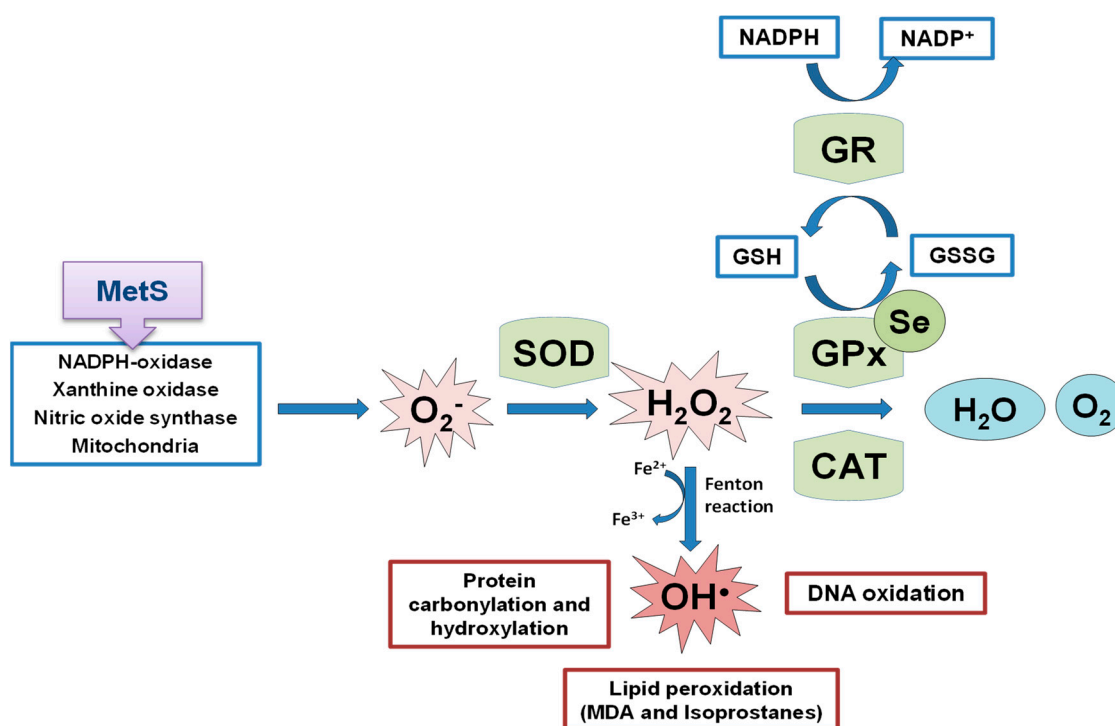 NADPH
NADP⁺
GR
GSH
GSSG
MetS
NADPH-oxidase
Xanthine oxidase
Nitric oxide synthase
Mitochondria
O₂⁻
SOD
H₂O₂
GPx
Se
CAT
H₂O
O₂
Fe²⁺
Fe³⁺
Fenton
reaction
Protein
carbonylation and
hydroxylation
OH•
DNA oxidation
Lipid peroxidation
(MDA and Isoprostanes)